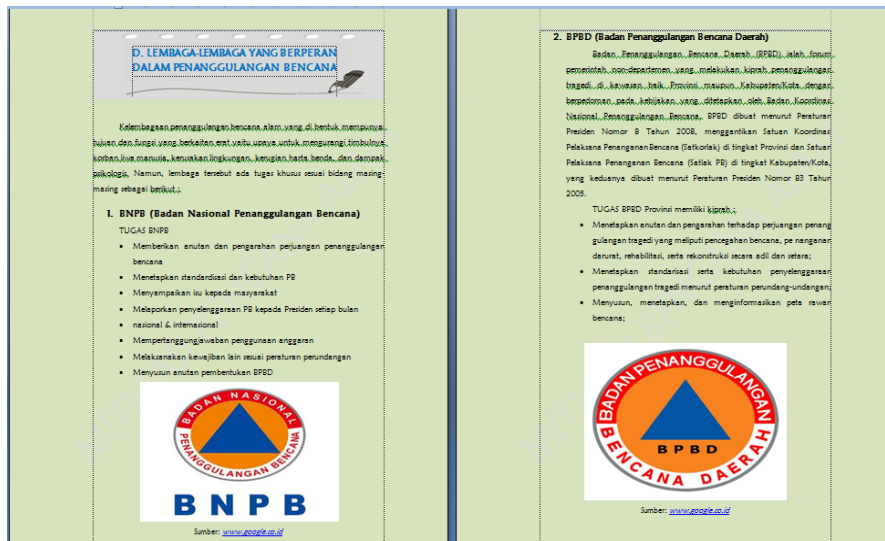 D. LEMBAGA-LEMBAGA YANG BERPERAN
DALAM PENANGGULANGAN BENCANA
Kelembagaan penanggulangan bencana alam yang di bentuk mempunyai
tujuan dan fungsi yang berkaitan erat yaitu upaya untuk mengurangi timbulnya
korban jiwa manusia, kerusakan lingkungan, kerugian harta benda, dan dampak
psikologis. Namun, lembaga tersebut ada tugas khusus sesuai bidang masing-
masing sebagai berikut :
1. BNPB (Badan Nasional Penanggulangan Bencana)
TUGAS BNPB
• Memberikan anutan dan pengarahan perjuangan penanggulangan
bencana
• Menetapkan standardisasi dan kebutuhan PB
• Menyampaikan isu kepada masyarakat
• Melaporkan penyelenggaraan PB kepada Presiden setiap bulan
• nasional & internasional
• Mempertanggungjawaban penggunaan anggaran
• Melaksanakan kewajiban lain sesuai peraturan perundangan
• Menyusun anutan pembentukan BPBD
BADAN NASIONAL
PENANGGULANGAN BENCANA
BNPB
Sumber: www.google.co.id
2. BPBD (Badan Penanggulangan Bencana Daerah)
Badan Penanggulangan Bencana Daerah (BPBD) ialah forum
pemerintah non-departemen yang melakukan kiprah penanggulangan
tragedi di kawasan baik Provinsi maupun Kabupaten/Kota dengan
berpedoman pada kebijakan yang ditetapkan oleh Badan Koordinasi
Nasional Penanggulangan Bencana. BPBD dibuat menurut Peraturan
Presiden Nomor 8 Tahun 2008, menggantikan Satuan Koordinasi
Pelaksana Penanganan Bencana (Satkorlak) di tingkat Provinsi dan Satuan
Pelaksana Penanganan Bencana (Satlak PB) di tingkat Kabupaten/Kota,
yang keduanya dibuat menurut Peraturan Presiden Nomor 83 Tahun
2005.
TUGAS BPBD Provinsi memiliki kiprah :
• Menetapkan anutan dan pengarahan terhadap perjuangan penang
gulangan tragedi yang meliputi pencegahan bencana, pe nanganan
darurat, rehabilitasi, serta rekonstruksi secara adil dan setara;
• Menetapkan standarisasi serta kebutuhan penyelenggaraan
penanggulangan tragedi menurut peraturan perundang-undangan;
• Menyusun, menetapkan, dan menginformasikan peta rawan
bencana;
BADAN PENANGGULANGAN
BPBD
BENCANA DAERAH
Sumber: www.google.co.id